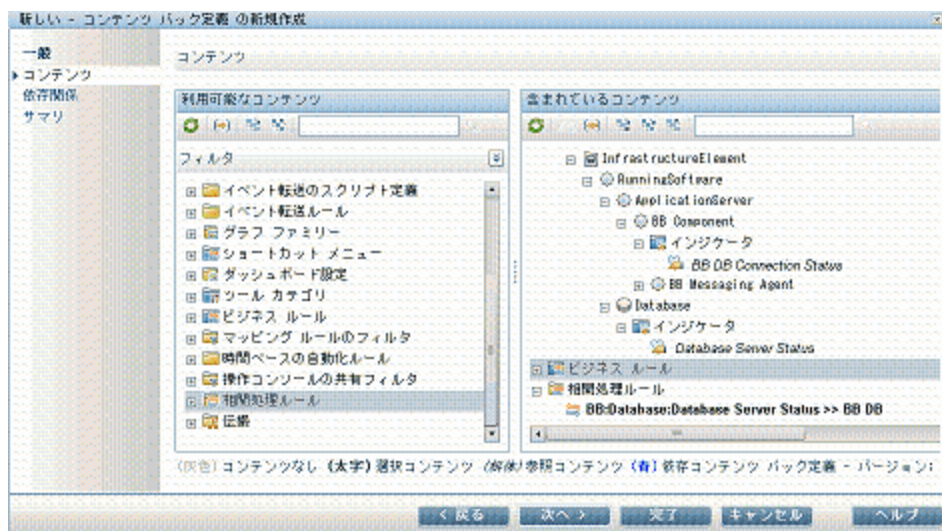 新しい - コンテンツ パック定義 の新規作成
一般
コンテンツ
依存関係
サマリ
コンテンツ
利用可能なコンテンツ
フィルタ
イベント転送のスクリプト定義
イベント転送ルール
グラフ ファミリー
ショートカット メニュー
ダッシュボード設定
ツール カテゴリ
ビジネス ルール
マッピング ルールのフィルタ
時間ベースの自動化ルール
操作コンソールの共有フィルタ
相関処理ルール
伝搬
含まれているコンテンツ
InfrastructureElement
RunningSoftware
ApplicationServer
BB Component
インジケータ
BB DB Connection Status
BB Messaging Agent
Database
インジケータ
Database Server Status
ビジネス ルール
相関処理ルール
BB:Database:Database Server Status >> BB DB
(灰色) コンテンツなし (太字) 選択コンテンツ (斜体) 参照コンテンツ (青) 依存コンテンツ パック定義 - バージョン:
< 戻る 次へ > 完了 キャンセル ヘルプ